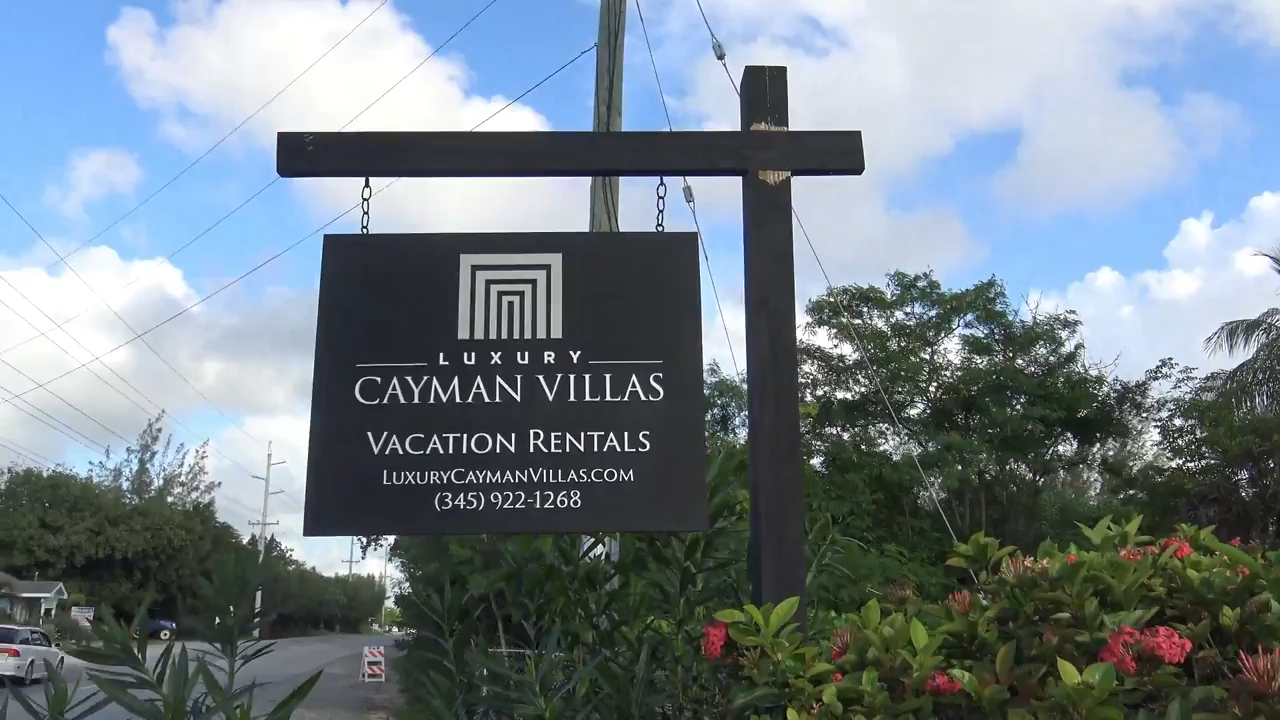 LUXURY
CAYMAN VILLAS
VACATION RENTALS
LUXURYCAYMANVILLAS.COM
(345) 922-1268